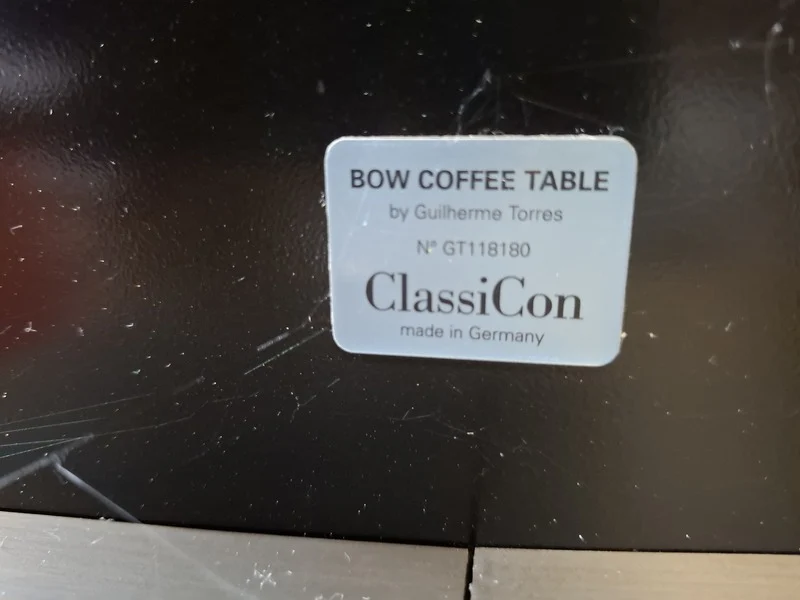 BOW COFFEE TABLE
by Guilherme Torres
Nº GT118180
ClassiCon
made in Germany